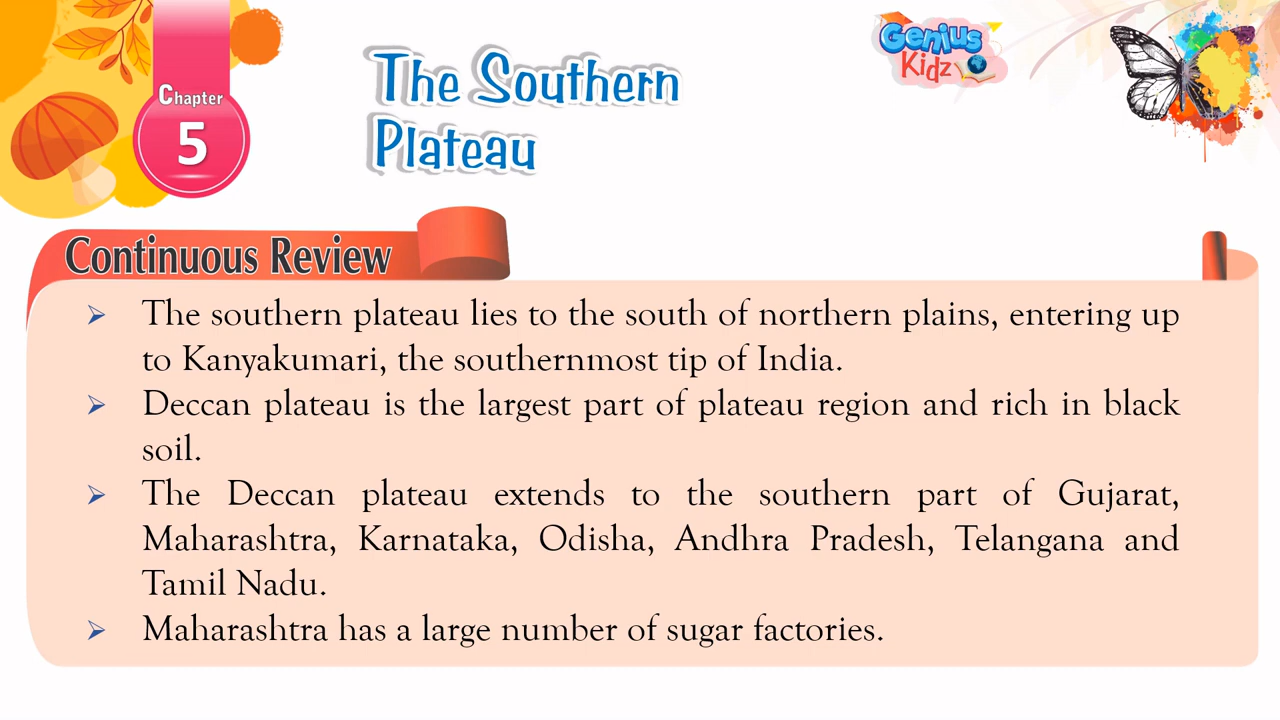 Chapter
5
The Southern
Plateau
Genius
Kidz
Continuous Review
➢ The southern plateau lies to the south of northern plains, entering up
to Kanyakumari, the southernmost tip of India.
➢ Deccan plateau is the largest part of plateau region and rich in black
soil.
➢ The Deccan plateau extends to the southern part of Gujarat,
Maharashtra, Karnataka, Odisha, Andhra Pradesh, Telangana and
Tamil Nadu.
➢ Maharashtra has a large number of sugar factories.